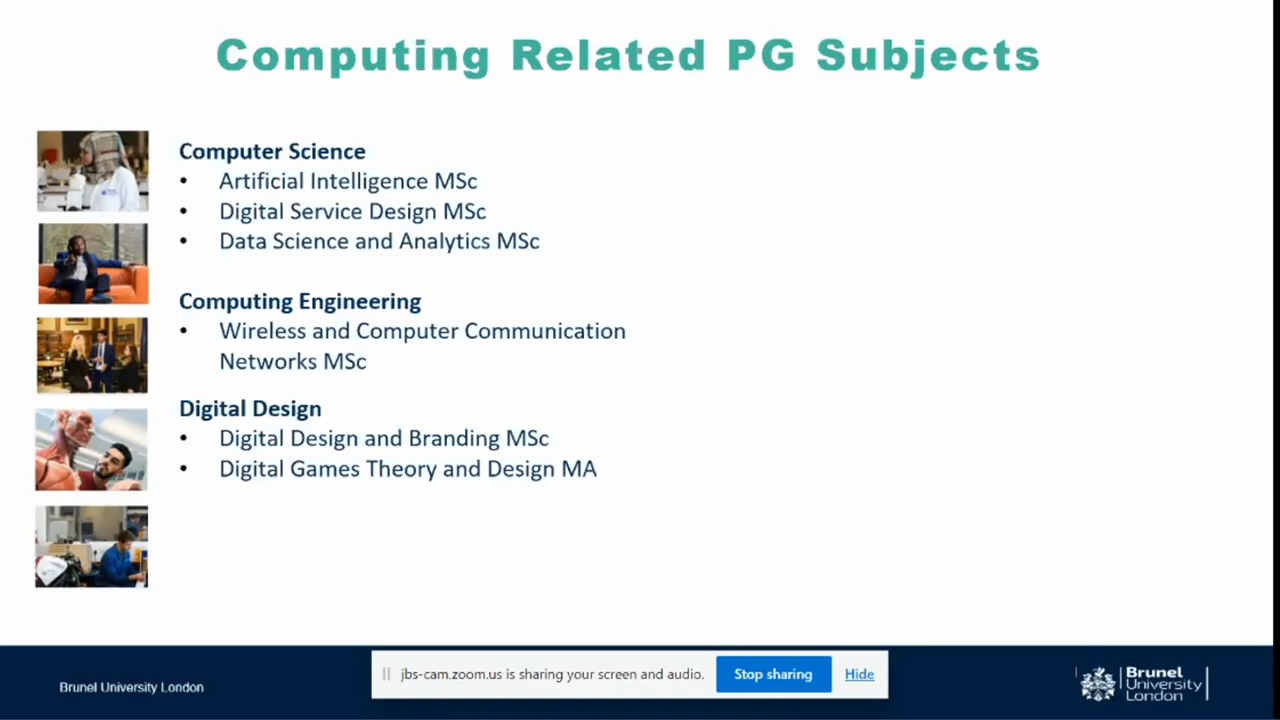 Computing Related PG Subjects
Computer Science
• Artificial Intelligence MSc
• Digital Service Design MSc
• Data Science and Analytics MSc
Computing Engineering
• Wireless and Computer Communication
Networks MSc
Digital Design
• Digital Design and Branding MSc
• Digital Games Theory and Design MA
Brunel University London
jbs-cam.zoom.us is sharing your screen and audio.
Stop sharing
Hide
Brunel
University
London